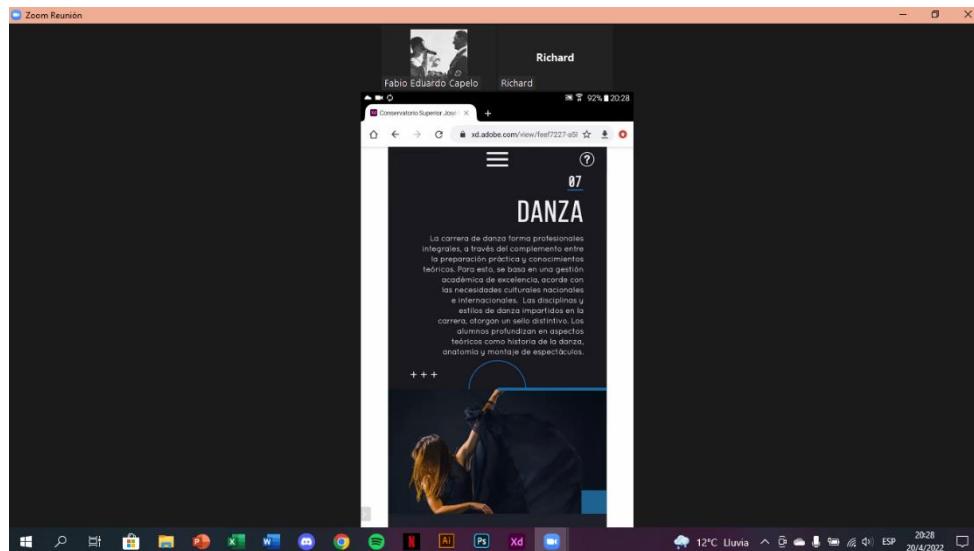 Zoom Reunión
Richard
Fabio Eduardo Capelo
Richard
92% 20:28
Conservatorio Superior José
xd.adobe.com/view/feef7227-a5
07
DANZA
La carrera de danza forma profesionales
integrales, a través del complemento entre
la preparación práctica y conocimientos
teóricos. Para esto, se basa en una gestión
académica de excelencia, acorde con
las necesidades culturales nacionales
e internacionales. Las disciplinas y
estilos de danza impartidos en la
carrera, otorgan un sello distintivo. Los
alumnos profundizan en aspectos
teóricos como historia de la danza,
anatomía y montaje de espectáculos.
+ + +
Ai
Ps
Xd
12°C Lluvia
ESP
20:28
20/4/2022